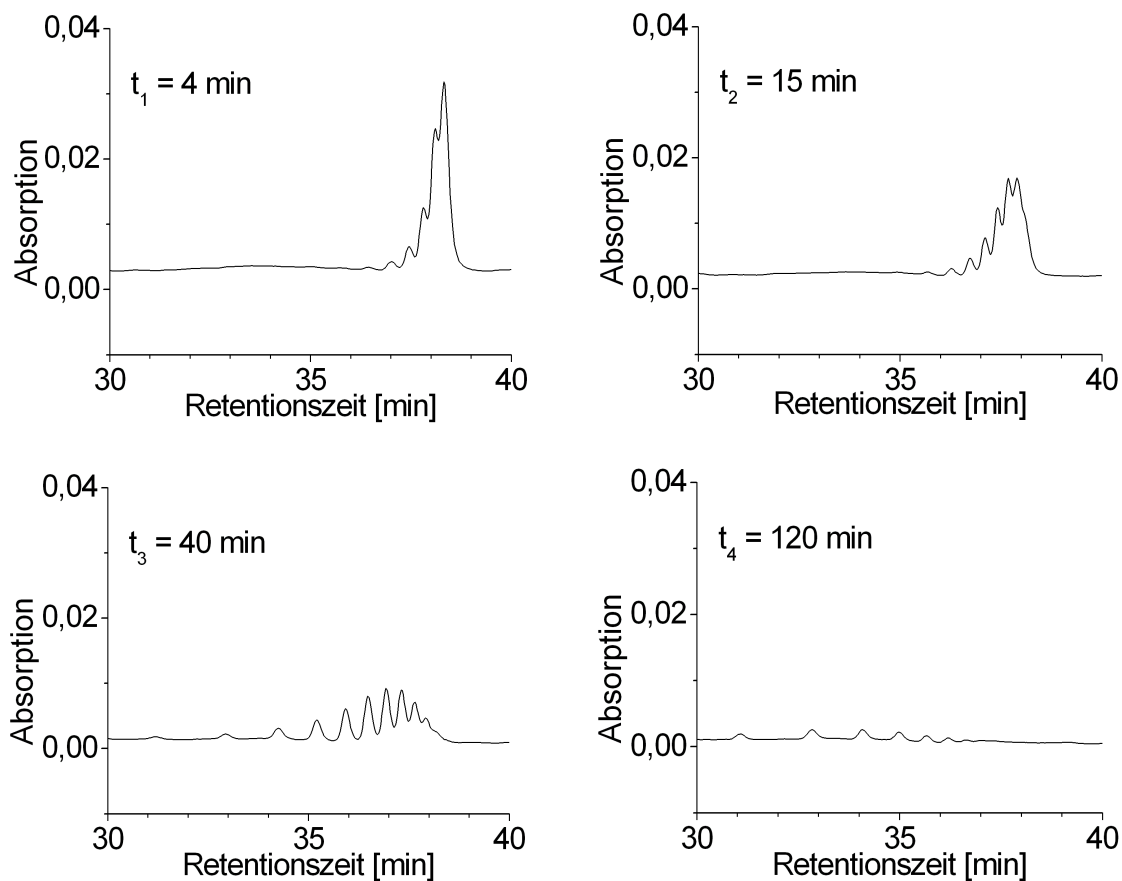 0,04
t1 = 4 min
0,02
0,00
Absorption
30 35 40
Retentionszeit [min]
0,04
t2 = 15 min
0,02
0,00
Absorption
30 35 40
Retentionszeit [min]
0,04
t3 = 40 min
0,02
0,00
Absorption
30 35 40
Retentionszeit [min]
0,04
t4 = 120 min
0,02
0,00
Absorption
30 35 40
Retentionszeit [min]